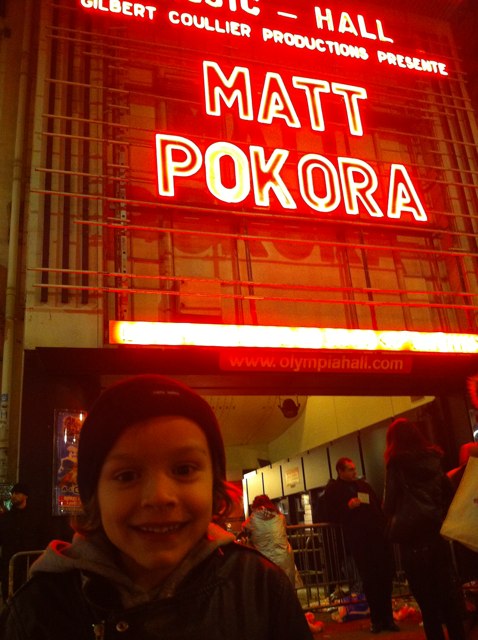 - HALL
GILBERT COULLIER PRODUCTIONS PRESENTE
MATT
POKORA
www.olympiahall.com